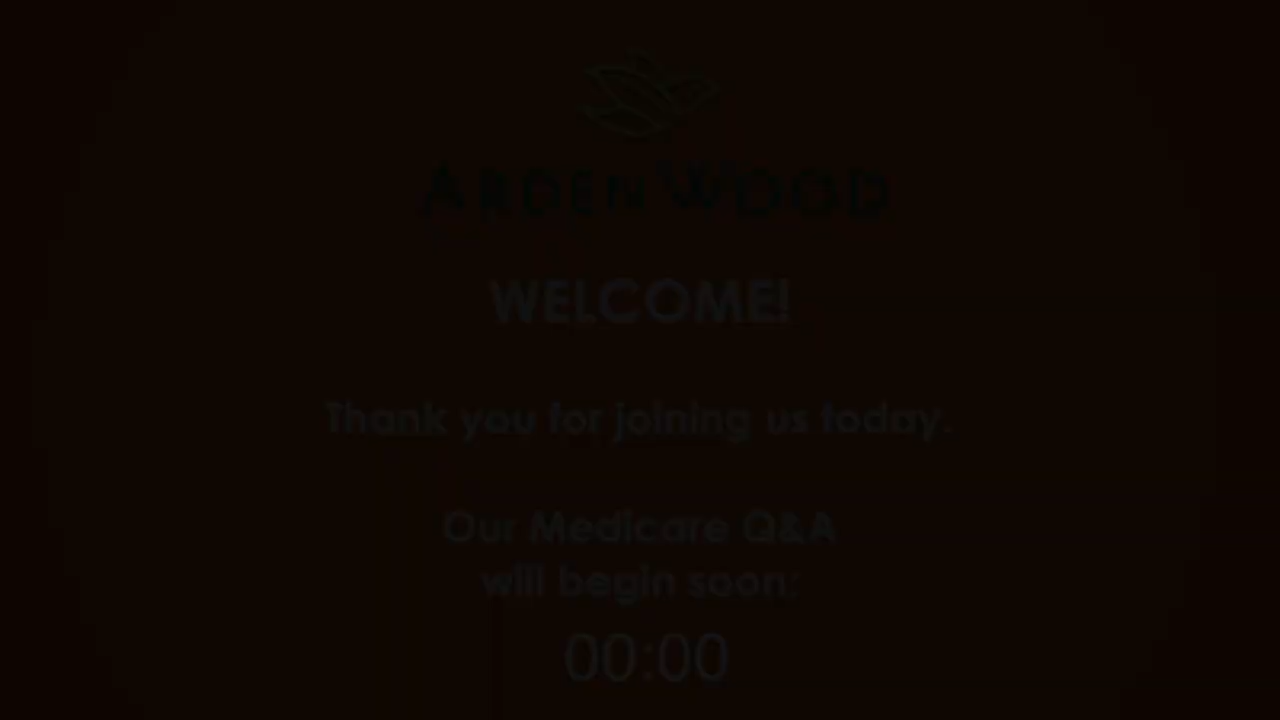 ARDEN WOOD
WELCOME!
Thank you for joining us today.
Our Medicare Q&A
will begin soon:
00:00